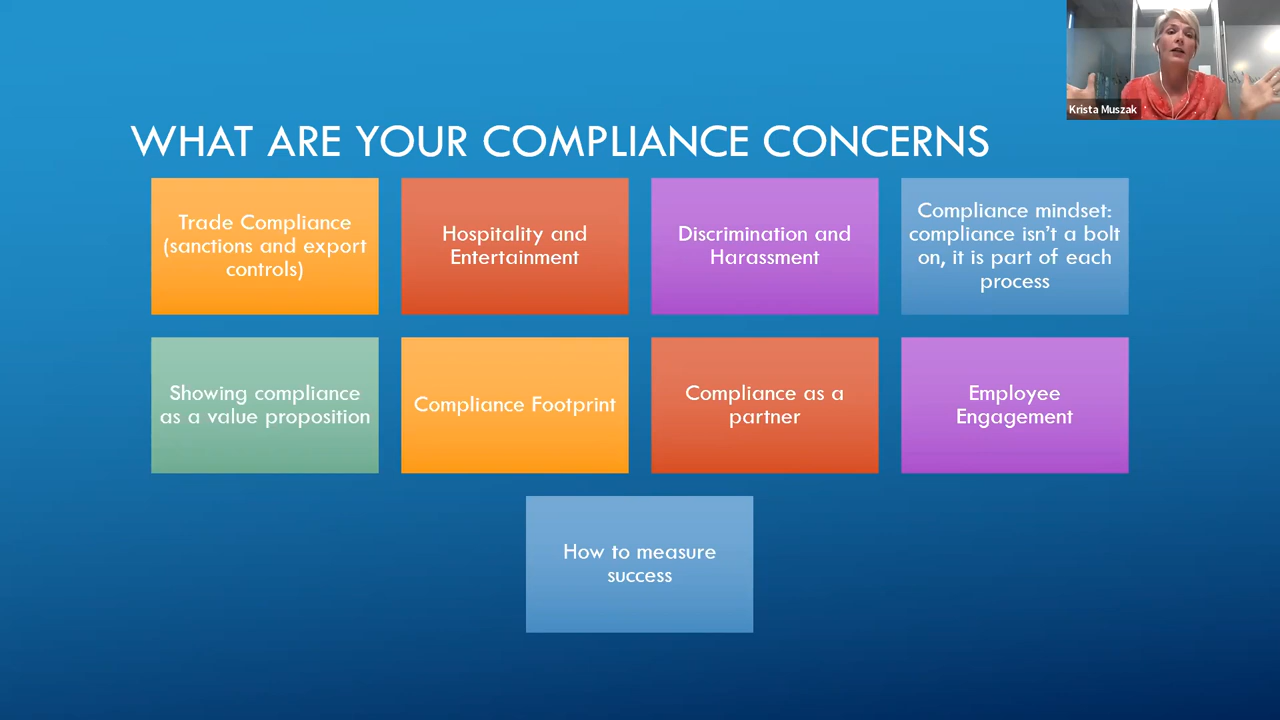 Krista Muszak
WHAT ARE YOUR COMPLIANCE CONCERNS
Trade Compliance
(sanctions and export
controls)
Hospitality and
Entertainment
Discrimination and
Harassment
Compliance mindset:
compliance isn’t a bolt
on, it is part of each
process
Showing compliance
as a value proposition
Compliance Footprint
Compliance as a
partner
Employee
Engagement
How to measure
success